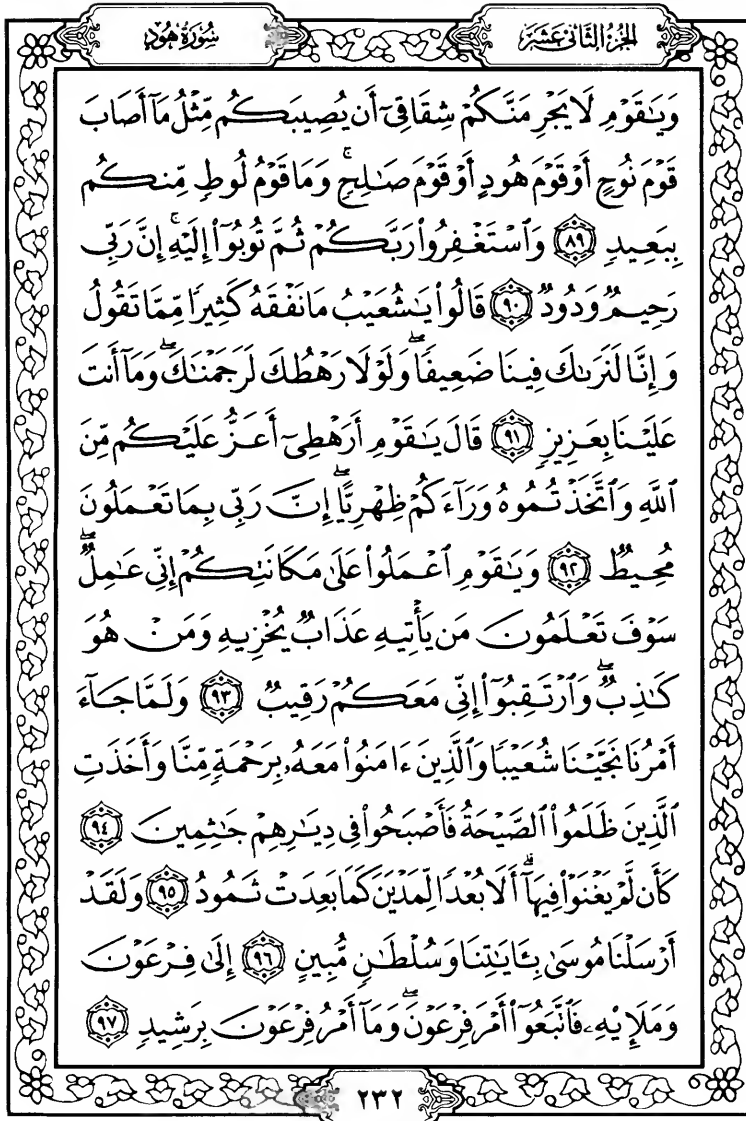 الجزء الثاني عشر
سورة هود
وَيَٰقَوْمِ لَا يَجْرِمَنَّكُمْ شِقَاقِىٓ أَن يُصِيبَكُم مِّثْلُ مَآ أَصَابَ
قَوْمَ نُوحٍ أَوْ قَوْمَ هُودٍ أَوْ قَوْمَ صَٰلِحٍ ۚ وَمَا قَوْمُ لُوطٍ مِّنكُم
بِبَعِيدٍ ٨٩ وَٱسْتَغْفِرُوا۟ رَبَّكُمْ ثُمَّ تُوبُوٓا۟ إِلَيْهِ ۚ إِنَّ رَبِّى
رَحِيمٌ وَدُودٌ ٩٠ قَالُوا۟ يَٰشُعَيْبُ مَا نَفْقَهُ كَثِيرًا مِّمَّا تَقُولُ
وَإِنَّا لَنَرَىٰكَ فِينَا ضَعِيفًا ۖ وَلَوْلَا رَهْطُكَ لَرَجَمْنَٰكَ ۖ وَمَآ أَنتَ
عَلَيْنَا بِعَزِيزٍ ٩١ قَالَ يَٰقَوْمِ أَرَهْطِىٓ أَعَزُّ عَلَيْكُم مِّنَ
ٱللَّهِ وَٱتَّخَذْتُمُوهُ وَرَآءَكُمْ ظِهْرِيًّا ۖ إِنَّ رَبِّى بِمَا تَعْمَلُونَ
مُحِيطٌ ٩٢ وَيَٰقَوْمِ ٱعْمَلُوا۟ عَلَىٰ مَكَانَتِكُمْ إِنِّى عَٰمِلٌ ۖ
سَوْفَ تَعْلَمُونَ مَن يَأْتِيهِ عَذَابٌ يُخْزِيهِ وَمَنْ هُوَ
كَٰذِبٌ ۖ وَٱرْتَقِبُوٓا۟ إِنِّى مَعَكُمْ رَقِيبٌ ٩٣ وَلَمَّا جَآءَ
أَمْرُنَا نَجَّيْنَا شُعَيْبًا وَٱلَّذِينَ ءَامَنُوا۟ مَعَهُۥ بِرَحْمَةٍ مِّنَّا وَأَخَذَتِ
ٱلَّذِينَ ظَلَمُوا۟ ٱلصَّيْحَةُ فَأَصْبَحُوا۟ فِى دِيَٰرِهِمْ جَٰثِمِينَ ٩٤
كَأَن لَّمْ يَغْنَوْا۟ فِيهَآ ۗ أَلَا بُعْدًا لِّمَدْيَنَ كَمَا بَعِدَتْ ثَمُودُ ٩٥ وَلَقَدْ
أَرْسَلْنَا مُوسَىٰ بِـَٔايَٰتِنَا وَسُلْطَٰنٍ مُّبِينٍ ٩٦ إِلَىٰ فِرْعَوْنَ
وَمَلَإِي۟هِۦ فَٱتَّبَعُوٓا۟ أَمْرَ فِرْعَوْنَ ۖ وَمَآ أَمْرُ فِرْعَوْنَ بِرَشِيدٍ ٩٧
٢٣٢